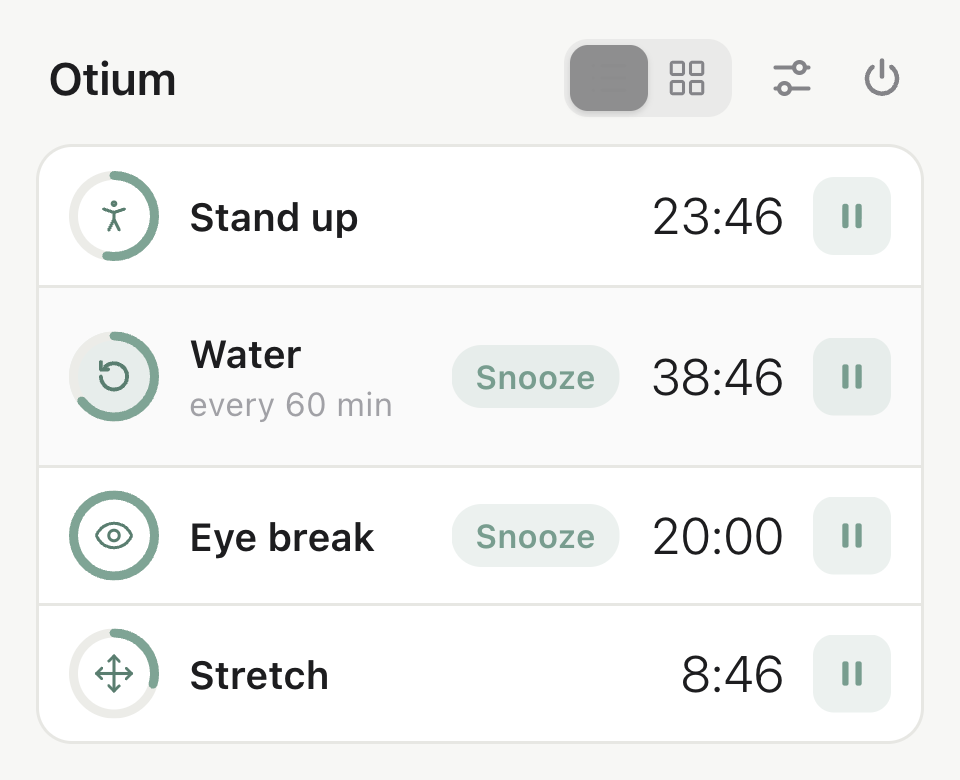 Otium
Stand up 23:46
Water
every 60 min
Snooze 38:46
Eye break Snooze 20:00
Stretch 8:46